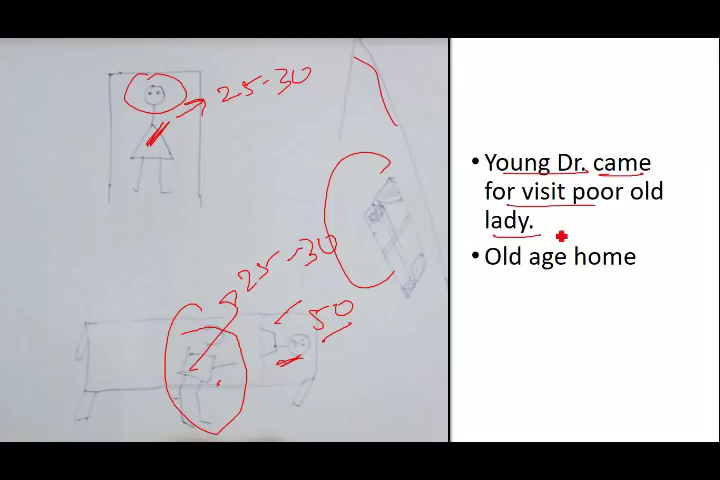 25-30
25-30
50
• Young Dr. came
for visit poor old
lady.
• Old age home